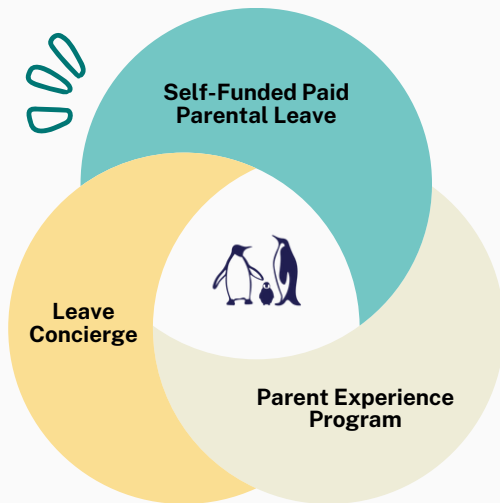 Self-Funded Paid
Parental Leave
Leave
Concierge
Parent Experience
Program